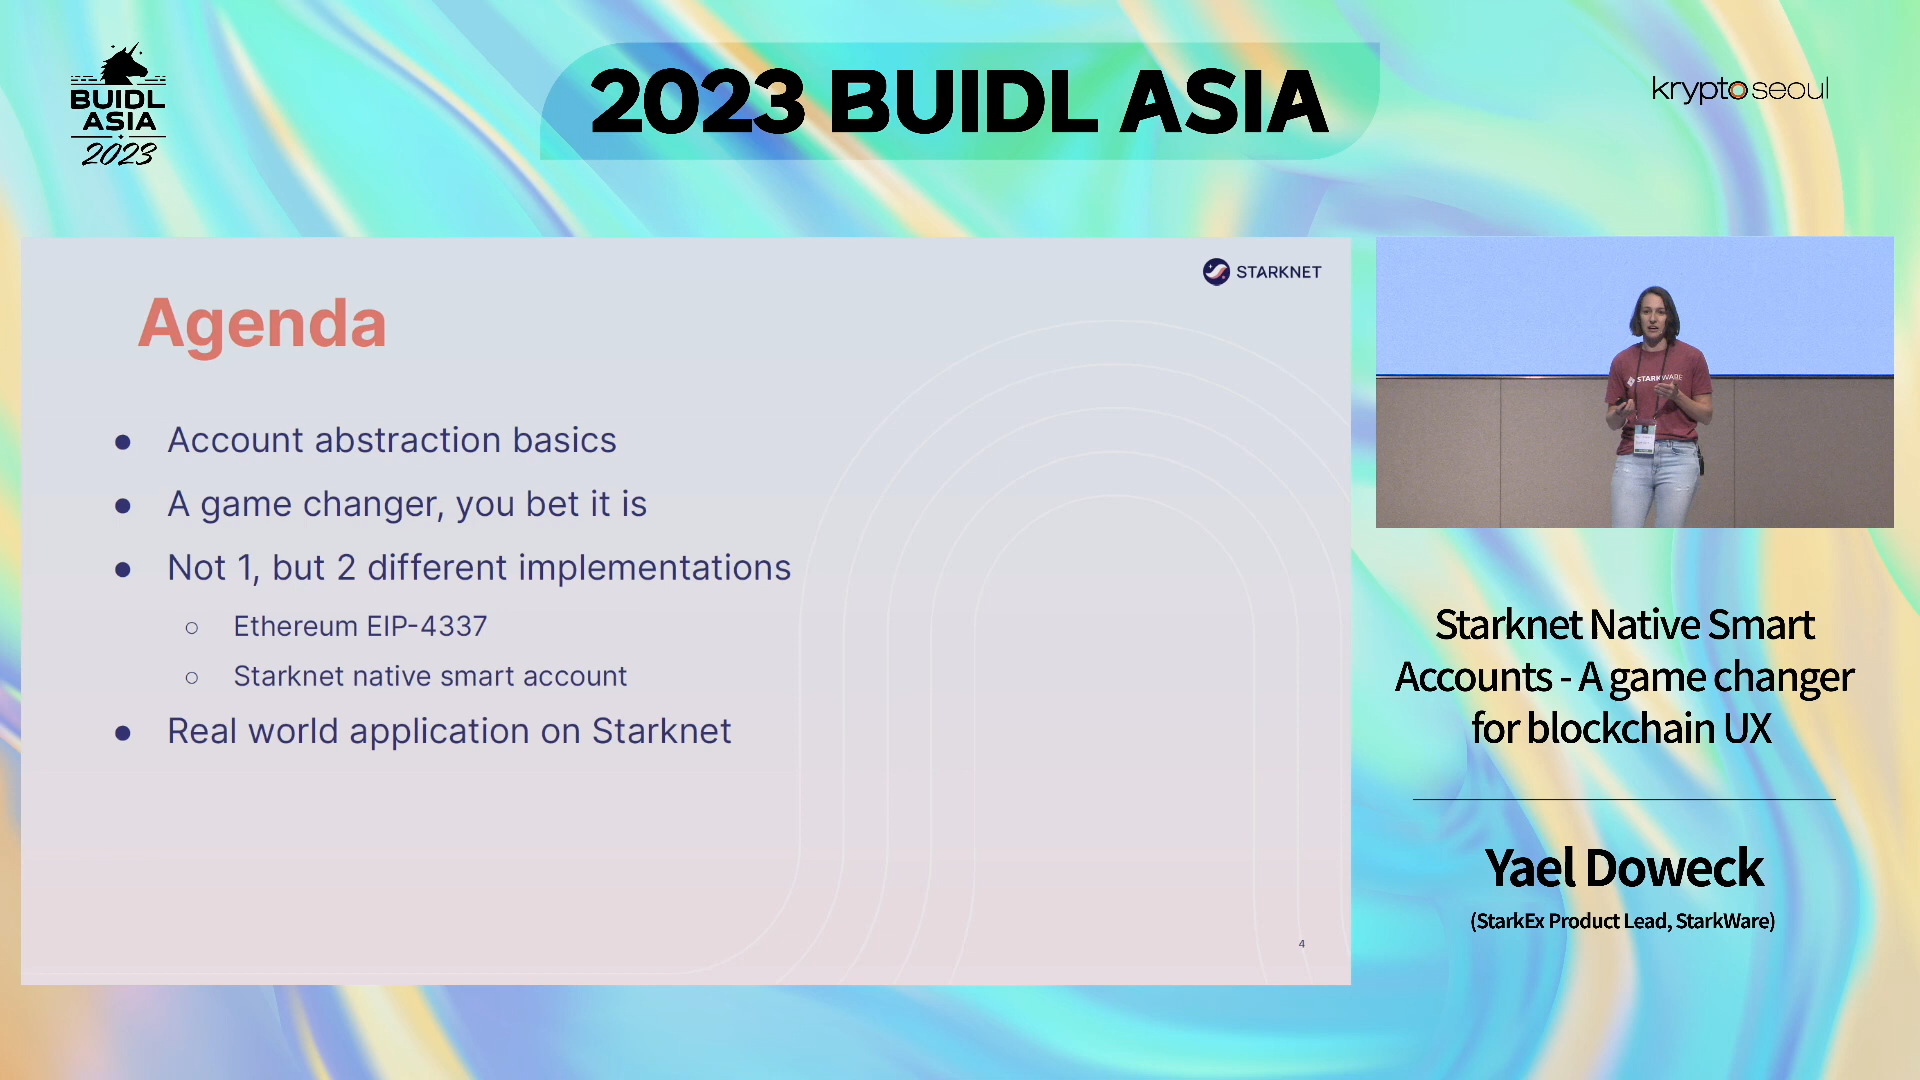 BUIDL
ASIA
2023
2023 BUIDL ASIA
kryptoseoul
STARKNET
Agenda
● Account abstraction basics
● A game changer, you bet it is
● Not 1, but 2 different implementations
○ Ethereum EIP-4337
○ Starknet native smart account
● Real world application on Starknet
4
STARKWARE
Starknet Native Smart
Accounts - A game changer
for blockchain UX
Yael Doweck
(StarkEx Product Lead, StarkWare)